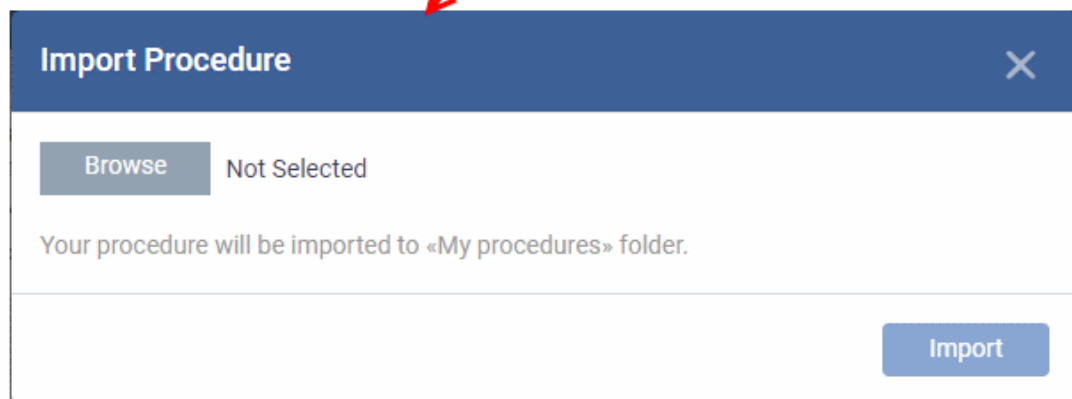 Import Procedure
Browse Not Selected
Your procedure will be imported to «My procedures» folder.
Import